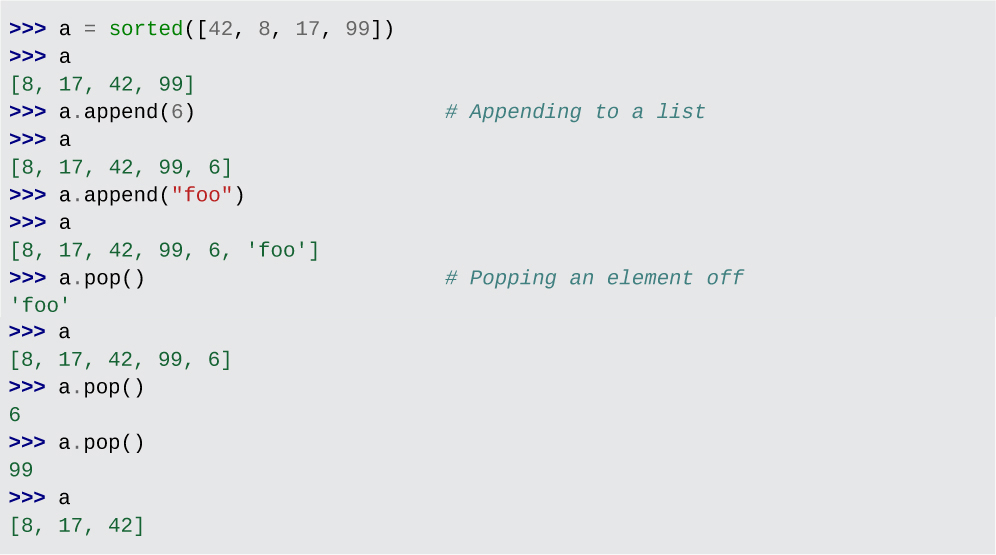 >>> a = sorted([42, 8, 17, 99])
>>> a
[8, 17, 42, 99]
>>> a.append(6)                    # Appending to a list
>>> a
[8, 17, 42, 99, 6]
>>> a.append("foo")
>>> a
[8, 17, 42, 99, 6, 'foo']
>>> a.pop()                        # Popping an element off
'foo'
>>> a
[8, 17, 42, 99, 6]
>>> a.pop()
6
>>> a.pop()
99
>>> a
[8, 17, 42]